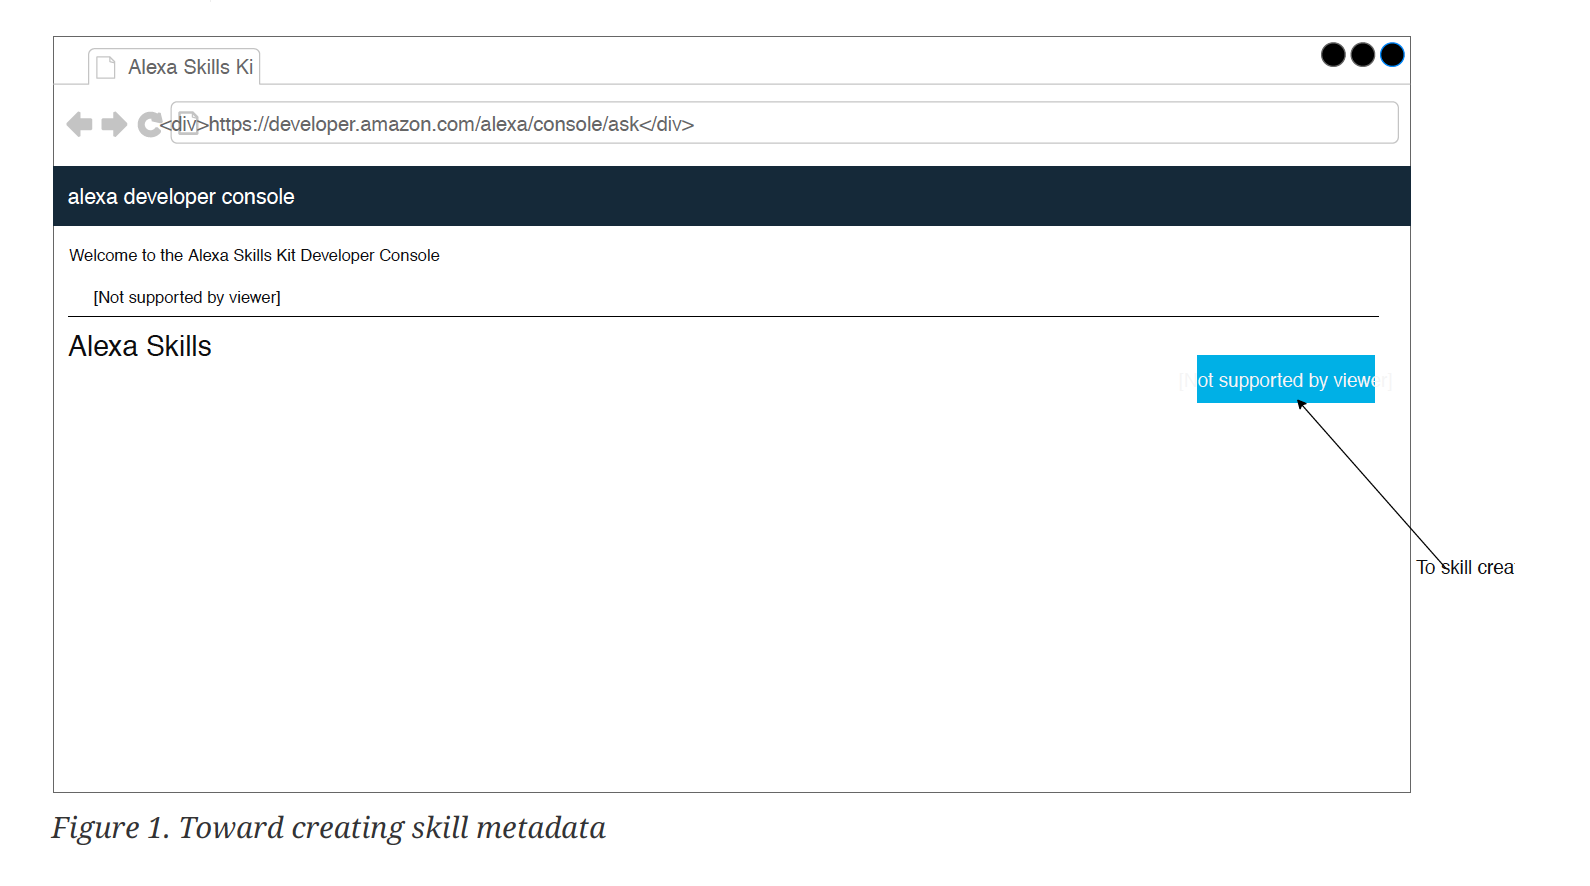 Alexa Skills Ki
<div>https://developer.amazon.com/alexa/console/ask</div>
alexa developer console
Welcome to the Alexa Skills Kit Developer Console
[Not supported by viewer]
Alexa Skills
[Not supported by viewer]
To skill crea
Figure 1. Toward creating skill metadata